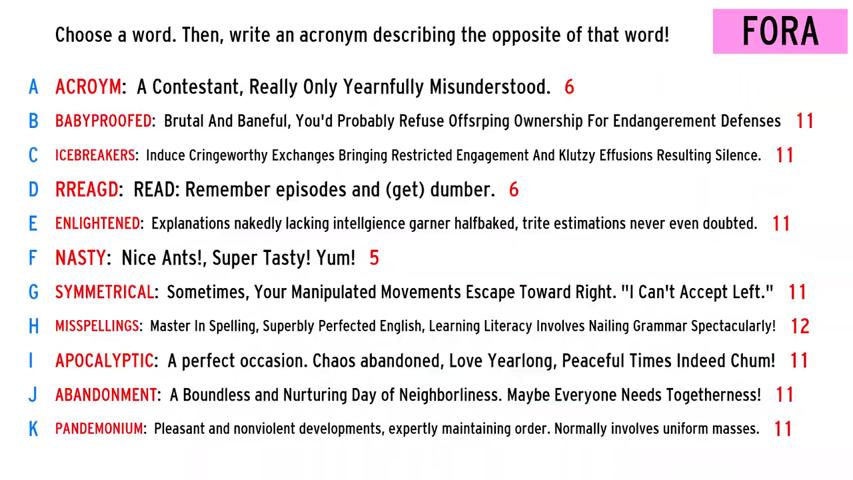 Choose a word. Then, write an acronym describing the opposite of that word!
FORA
A ACROYM: A Contestant, Really Only Yearnfully Misunderstood. 6
B BABYPROOFED: Brutal And Baneful, You'd Probably Refuse Offsrping Ownership For Endangerement Defenses 11
C ICEBREAKERS: Induce Cringeworthy Exchanges Bringing Restricted Engagement And Klutzy Effusions Resulting Silence. 11
D RREAGD: READ: Remember episodes and (get) dumber. 6
E ENLIGHTENED: Explanations nakedly lacking intellgience garner halfbaked, trite estimations never even doubted. 11
F NASTY: Nice Ants!, Super Tasty! Yum! 5
G SYMMETRICAL: Sometimes, Your Manipulated Movements Escape Toward Right. "I Can't Accept Left." 11
H MISSPELLINGS: Master In Spelling, Superbly Perfected English, Learning Literacy Involves Nailing Grammar Spectacularly! 12
I APOCALYPTIC: A perfect occasion. Chaos abandoned, Love Yearlong, Peaceful Times Indeed Chum! 11
J ABANDONMENT: A Boundless and Nurturing Day of Neighborliness. Maybe Everyone Needs Togetherness! 11
K PANDEMONIUM: Pleasant and nonviolent developments, expertly maintaining order. Normally involves uniform masses. 11